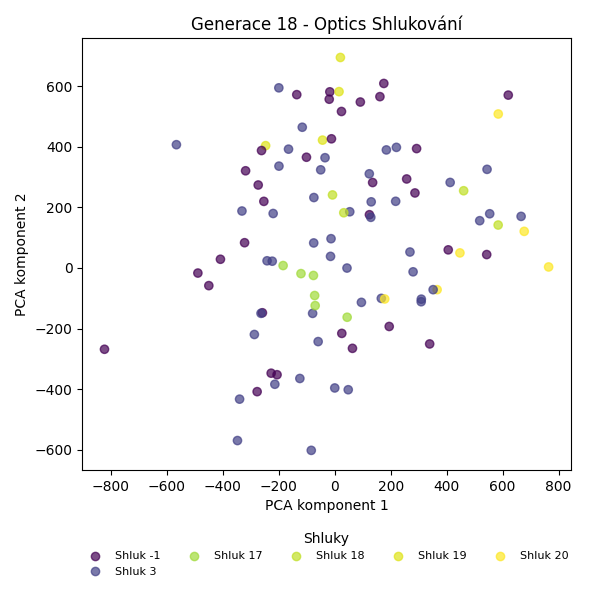 Generace 18 - Optics Shlukování
PCA komponent 2
600
400
200
0
−200
−400
−600
−800
−600
−400
−200
0
200
400
600
800
PCA komponent 1
Shluky
Shluk -1
Shluk 3
Shluk 17
Shluk 18
Shluk 19
Shluk 20